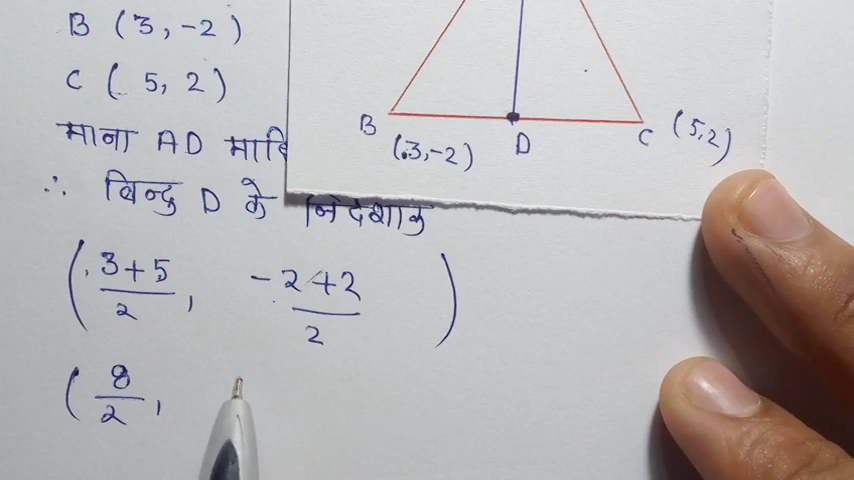 B (3, -2)
C (5, 2)
माना AD
∴ बिन्दु D के निर्देशांक
( 3+5/2, -2+2/2 )
( 8/2,
B
(3,-2)
D
C (5,2)